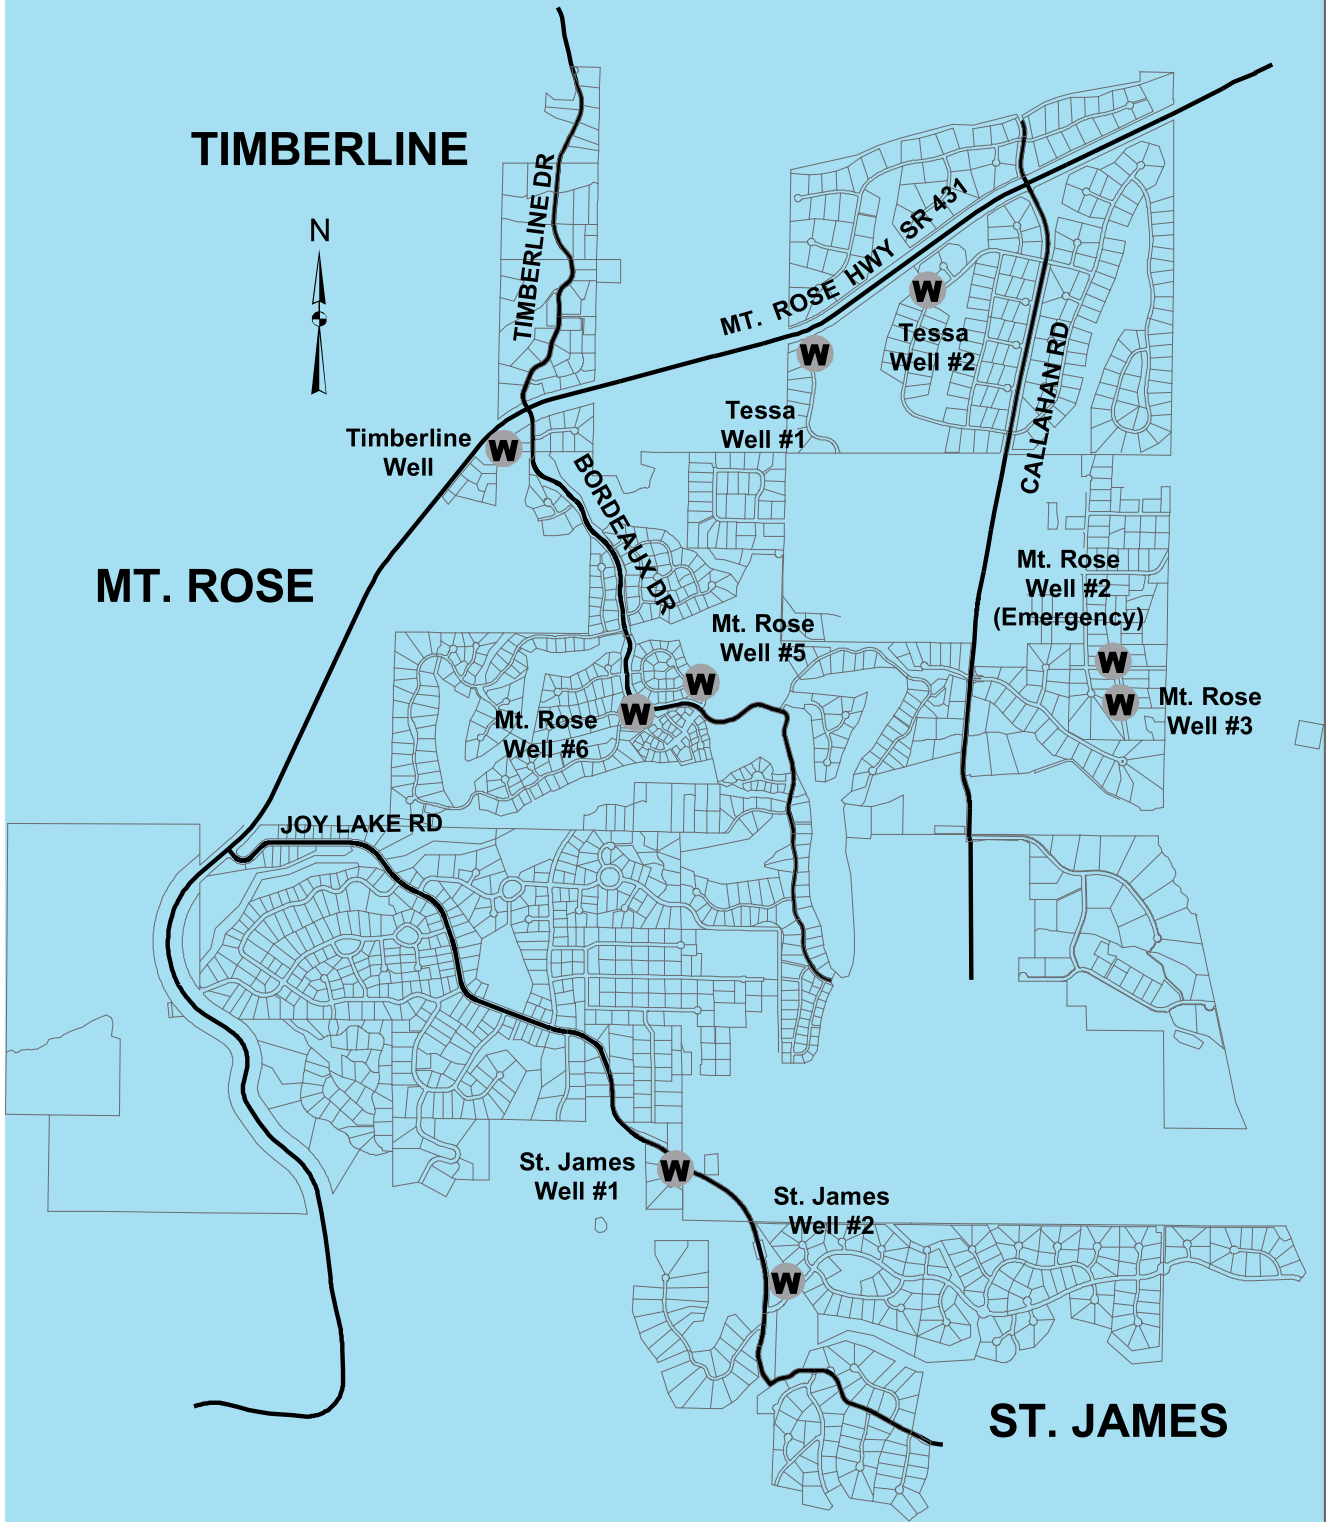 TIMBERLINE
N
TIMBERLINE DR
MT. ROSE HWY SR 431
W
Tessa
Well #2
W
Tessa
Well #1
CALLAHAN RD
Timberline
Well
W
BORDEAUX DR
MT. ROSE
Mt. Rose
Well #2
(Emergency)
W
Mt. Rose
Well #5
W
W
Mt. Rose
Well #3
W
Mt. Rose
Well #6
JOY LAKE RD
St. James
Well #1
W
St. James
Well #2
W
ST. JAMES